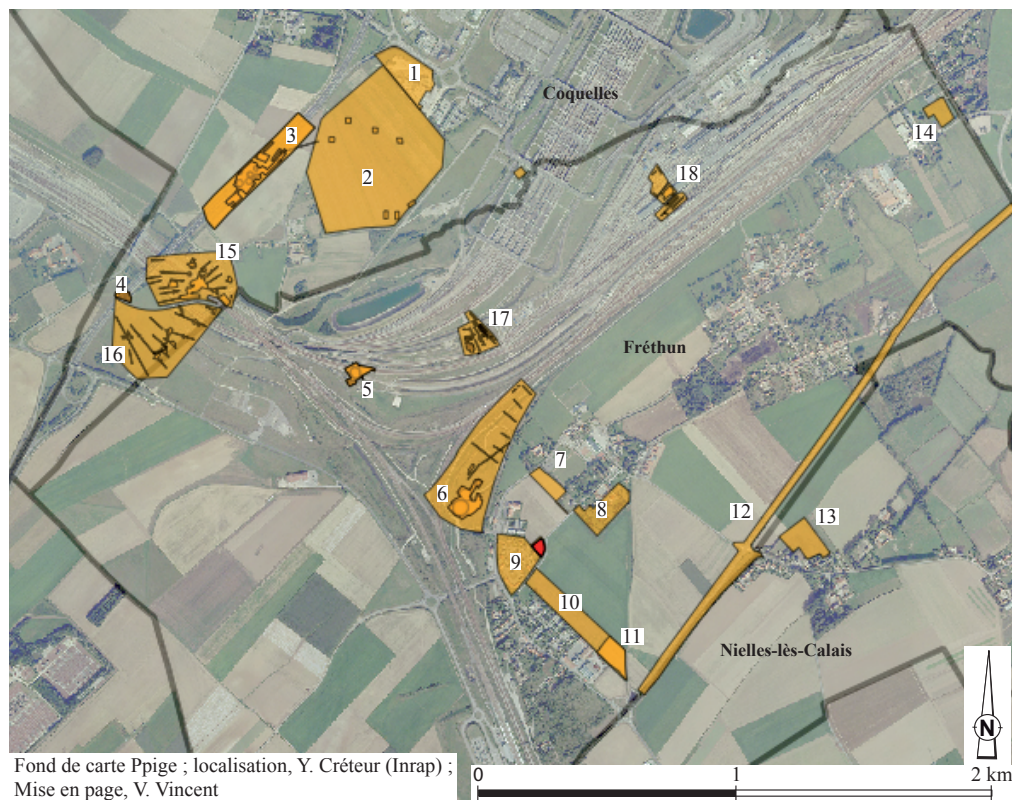 1
Coquelles
3
14
2
18
15
4
17
16
Fréthun
5
7
6
8
12
13
9
10
11
Nielles-lès-Calais
N
Fond de carte Ppige ; localisation, Y. Créteur (Inrap) ;
Mise en page, V. Vincent
0 1 2 km